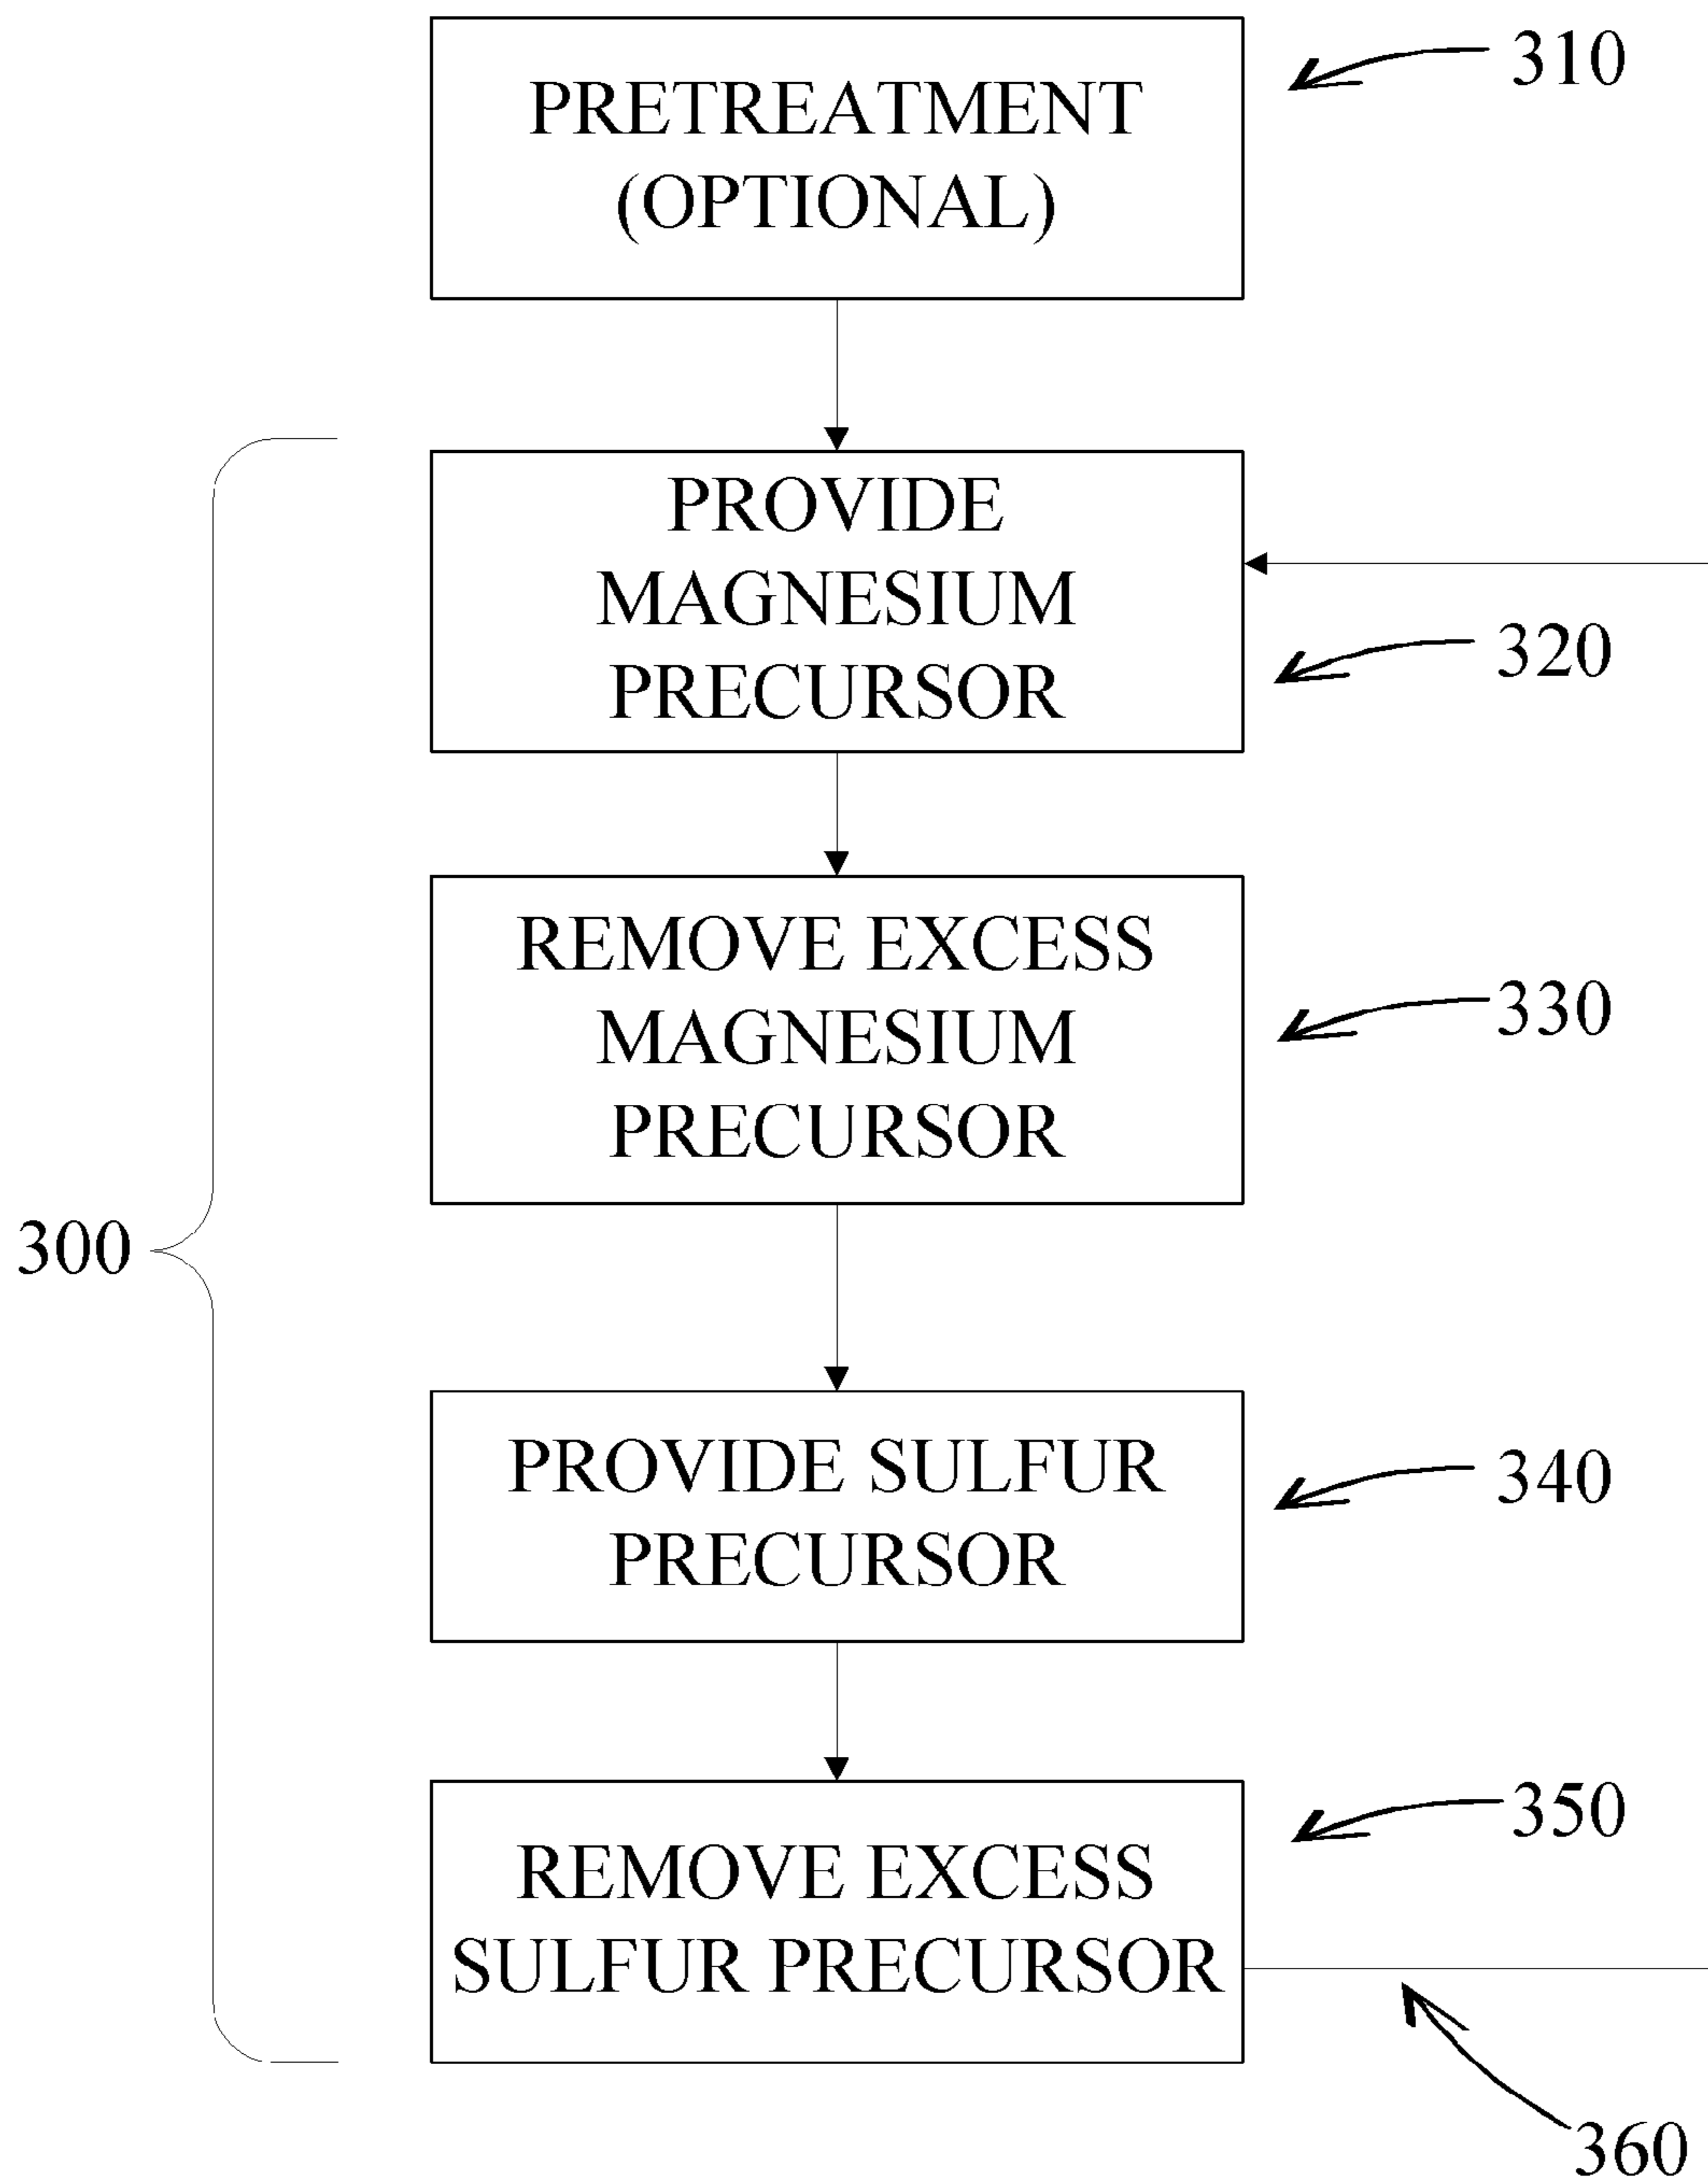 PRETREATMENT
(OPTIONAL)
310
PROVIDE
MAGNESIUM
PRECURSOR
320
REMOVE EXCESS
MAGNESIUM
PRECURSOR
330
300
PROVIDE SULFUR
PRECURSOR
340
REMOVE EXCESS
SULFUR PRECURSOR
350
360